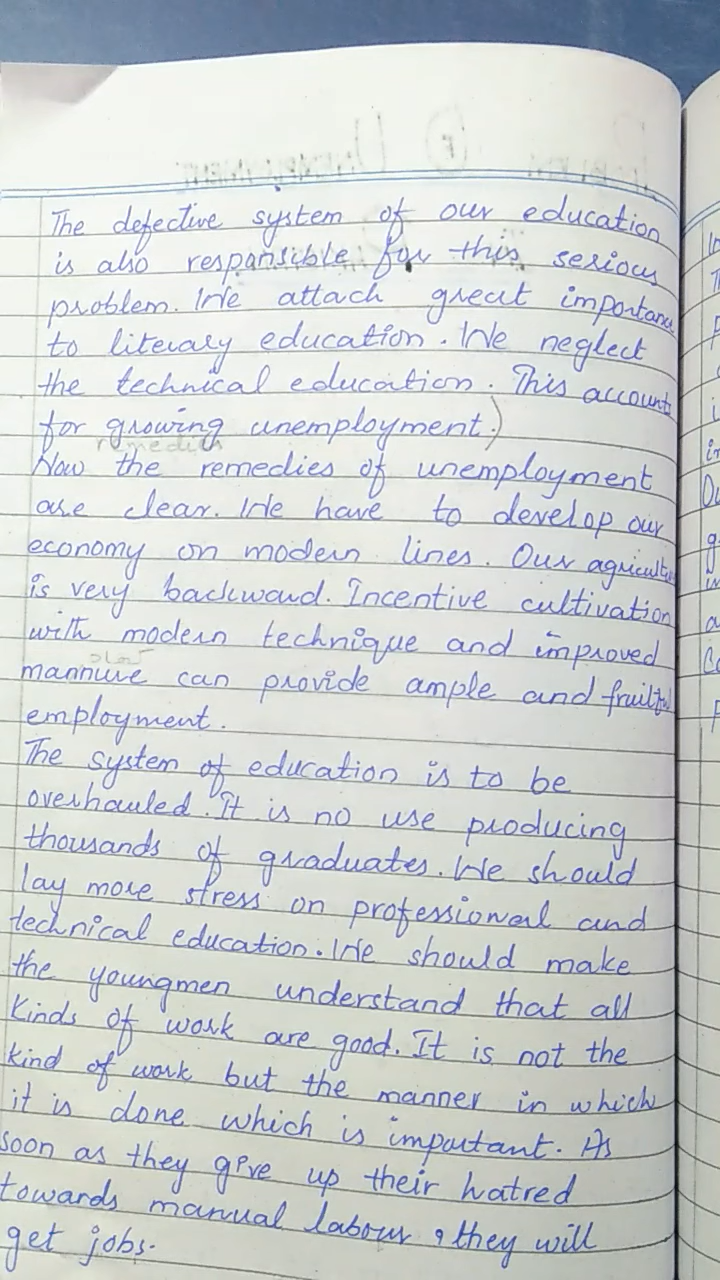 The defective system of our education
is also responsible for this serious
problem. We attach great importance
to literary education. We neglect
the technical education. This accounts
for growing unemployment.)
remedies
Now the remedies of unemployment
are clear. We have to develop our
economy on modern lines. Our agricultu
is very backward. Incentive cultivation
with modern technique and improved
mannure can provide ample and fruitful
employment.
The system of education is to be
overhauled. It is no use producing
thousands of graduates. We should
lay more stress on professional and
technical education. We should make
the youngmen understand that all
kinds of work are good. It is not the
kind of work but the manner in which
it is done which is important. As
soon as they give up their hatred
towards manual labour, they will
get jobs.